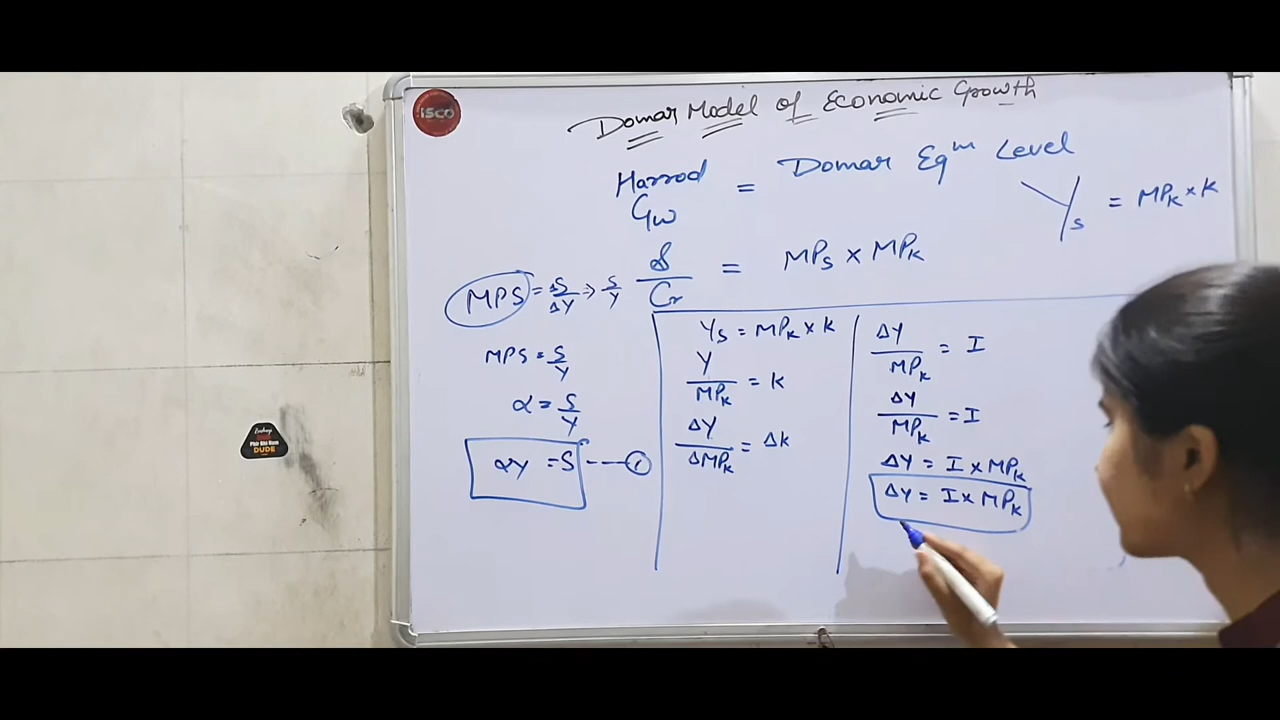 ISCO
Domar Model of Economic Growth
Harrod = Domar Eqm Level
Gw
Ys = MPK × K
S/Cr = MPs × MPK
MPS = ΔS/ΔY → S/Y
MPS = S/Y
α = S/Y
αY = S --- ①
Ys = MPK × K
Y/MPK = K
ΔY/ΔMPK = ΔK
ΔY/MPK = I
ΔY/MPK = I
ΔY = I × MPK
ΔY = I × MPK
DUDE